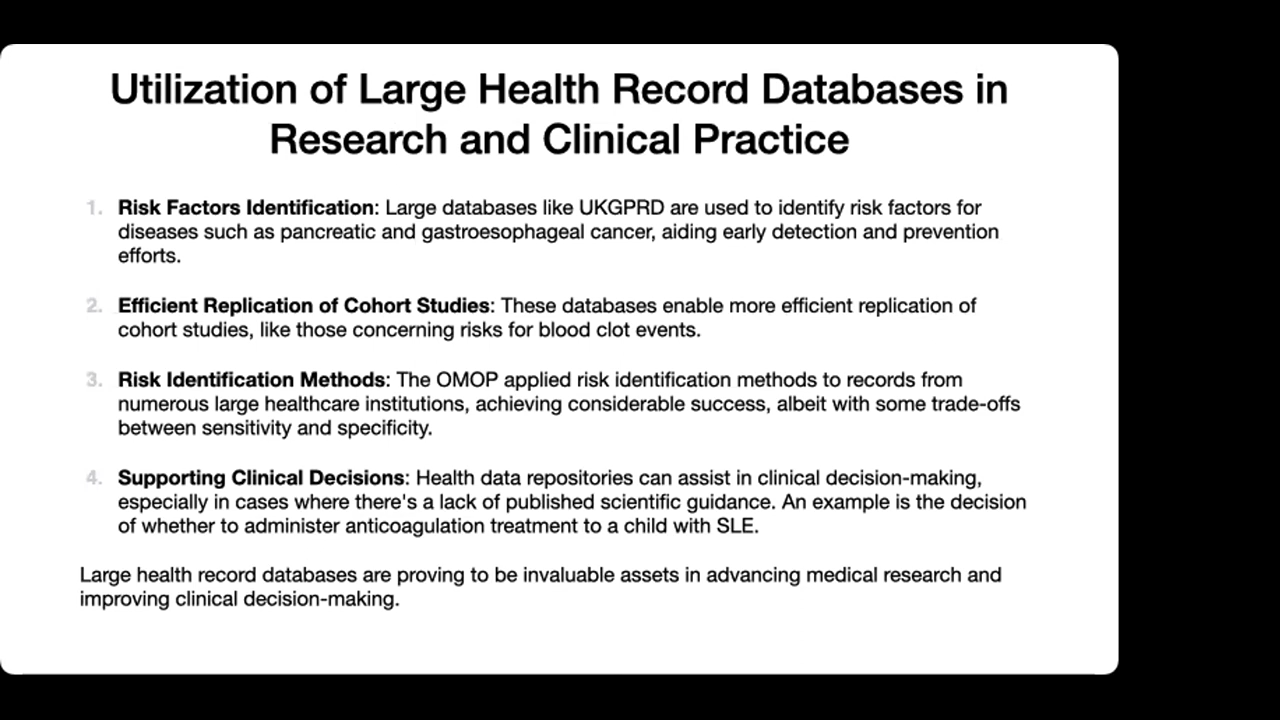 Utilization of Large Health Record Databases in
Research and Clinical Practice
1. Risk Factors Identification: Large databases like UKGPRD are used to identify risk factors for
diseases such as pancreatic and gastroesophageal cancer, aiding early detection and prevention
efforts.
2. Efficient Replication of Cohort Studies: These databases enable more efficient replication of
cohort studies, like those concerning risks for blood clot events.
3. Risk Identification Methods: The OMOP applied risk identification methods to records from
numerous large healthcare institutions, achieving considerable success, albeit with some trade-offs
between sensitivity and specificity.
4. Supporting Clinical Decisions: Health data repositories can assist in clinical decision-making,
especially in cases where there's a lack of published scientific guidance. An example is the decision
of whether to administer anticoagulation treatment to a child with SLE.
Large health record databases are proving to be invaluable assets in advancing medical research and
improving clinical decision-making.